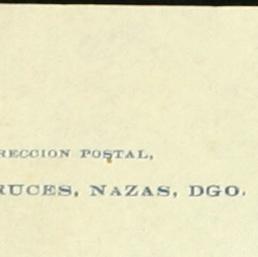 RECCION POSTAL,
RUCES, NAZAS, DGO.